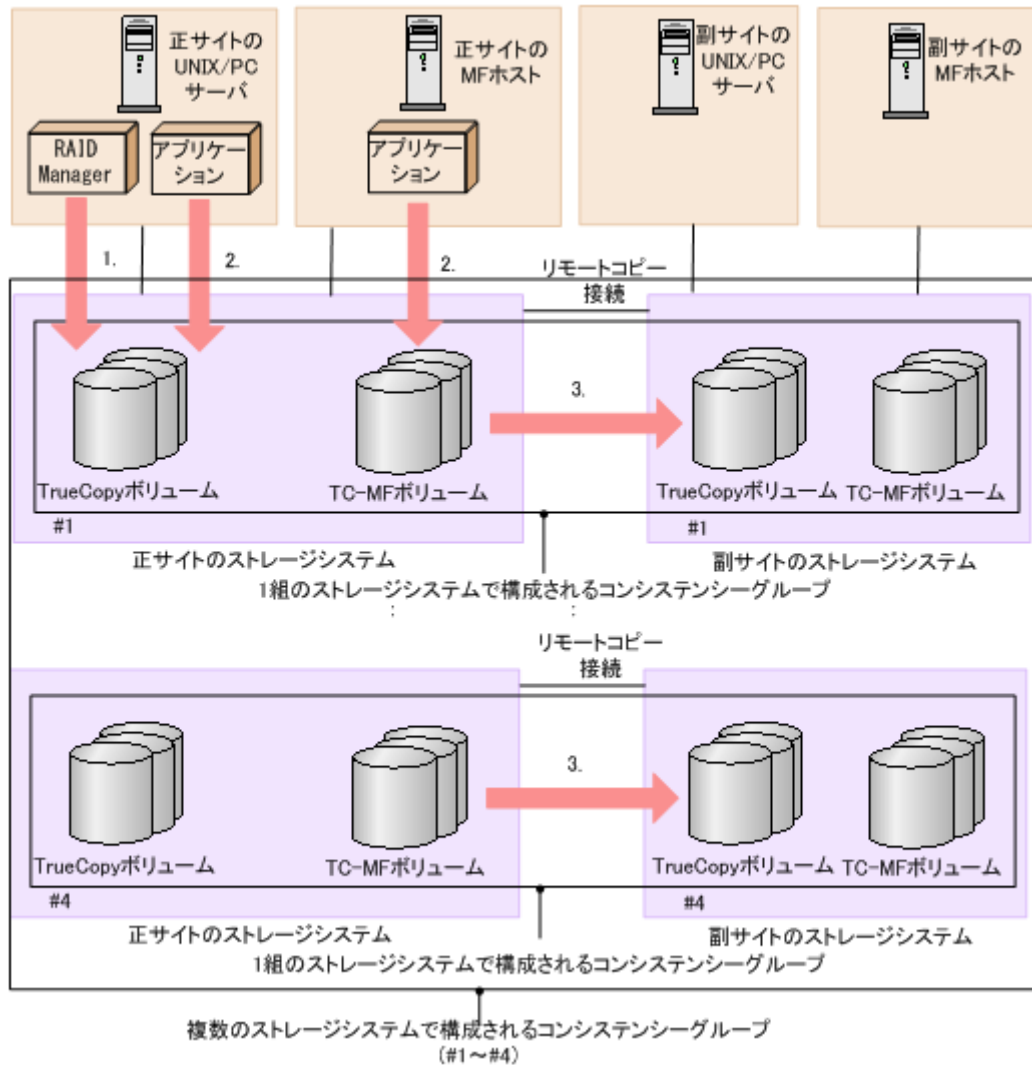 正サイトの
UNIX/PC
サーバ
正サイトの
MFホスト
副サイトの
UNIX/PC
サーバ
副サイトの
MFホスト
RAID
Manager
アプリケー
ション
アプリケー
ション
1.
2.
2.
リモートコピー
接続
3.
TrueCopyボリューム
TC-MFボリューム
TrueCopyボリューム
TC-MFボリューム
#1
#1
正サイトのストレージシステム
副サイトのストレージシステム
1組のストレージシステムで構成されるコンシステンシーグループ
:
:
リモートコピー
接続
3.
TrueCopyボリューム
TC-MFボリューム
TrueCopyボリューム
TC-MFボリューム
#4
#4
正サイトのストレージシステム
副サイトのストレージシステム
1組のストレージシステムで構成されるコンシステンシーグループ
複数のストレージシステムで構成されるコンシステンシーグループ
(#1～#4)